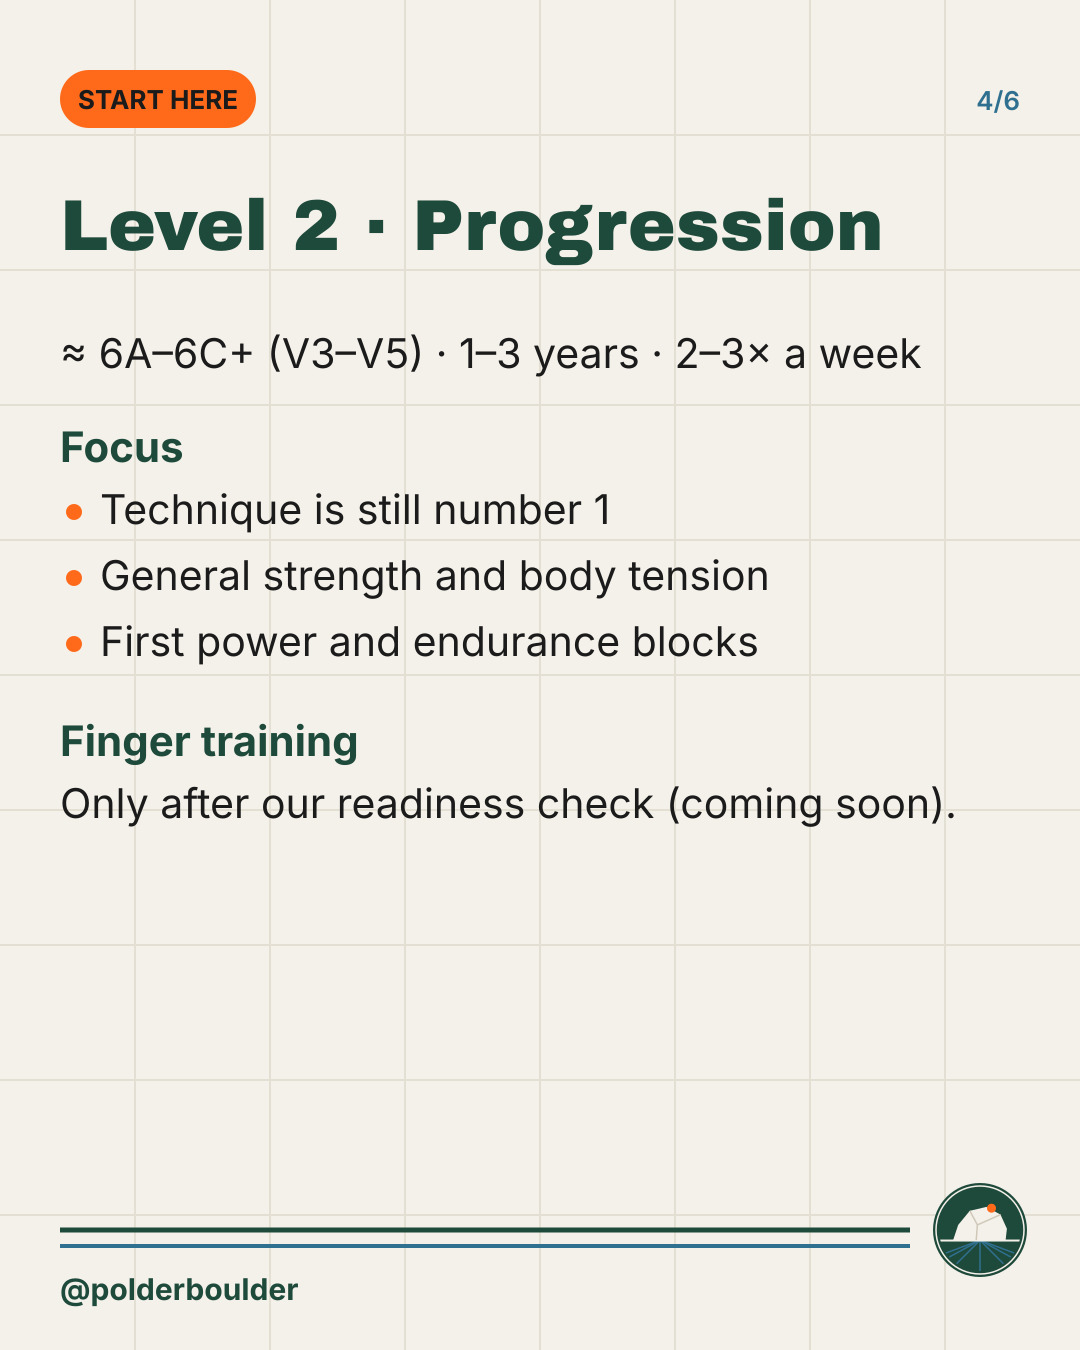 START HERE
4/6
Level 2 · Progression
≈ 6A–6C+ (V3–V5) · 1–3 years · 2–3× a week
Focus
• Technique is still number 1
• General strength and body tension
• First power and endurance blocks
Finger training
Only after our readiness check (coming soon).
@polderboulder